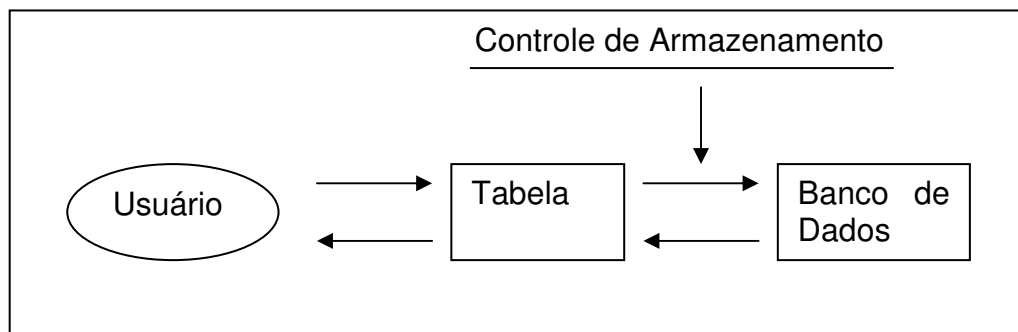 Controle de Armazenamento
Usuário
Tabela
Banco de
Dados